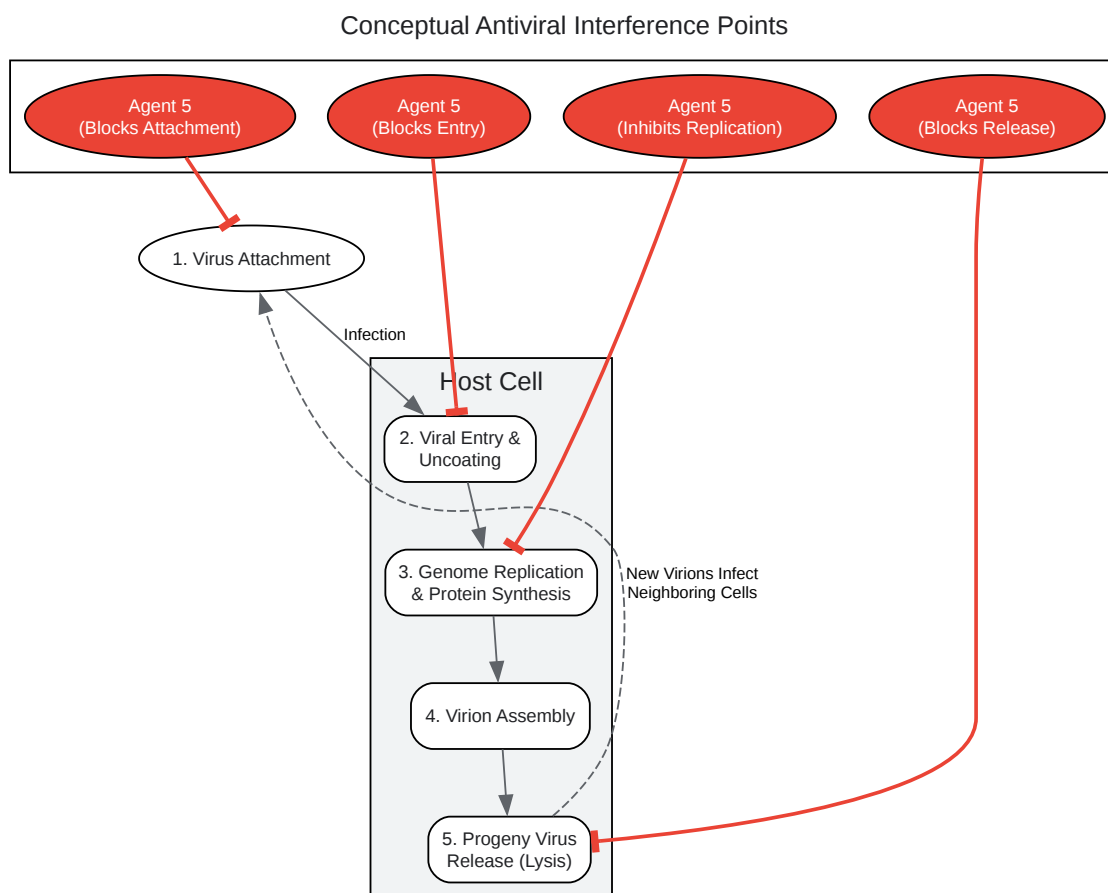 Conceptual Antiviral Interference Points
Agent 5
(Blocks Attachment)
Agent 5
(Blocks Entry)
Agent 5
(Inhibits Replication)
Agent 5
(Blocks Release)
1. Virus Attachment
Infection
Host Cell
2. Viral Entry &
Uncoating
3. Genome Replication
& Protein Synthesis
New Virions Infect
Neighboring Cells
4. Virion Assembly
5. Progeny Virus
Release (Lysis)